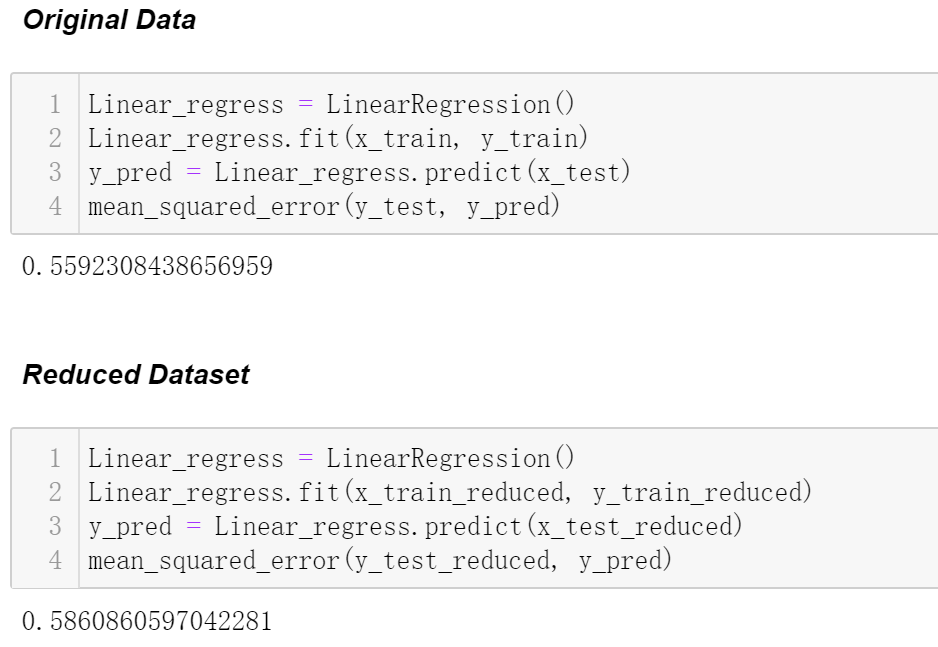 Original Data
1 Linear_regress = LinearRegression()
2 Linear_regress.fit(x_train, y_train)
3 y_pred = Linear_regress.predict(x_test)
4 mean_squared_error(y_test, y_pred)
0.5592308438656959
Reduced Dataset
1 Linear_regress = LinearRegression()
2 Linear_regress.fit(x_train_reduced, y_train_reduced)
3 y_pred = Linear_regress.predict(x_test_reduced)
4 mean_squared_error(y_test_reduced, y_pred)
0.5860860597042281